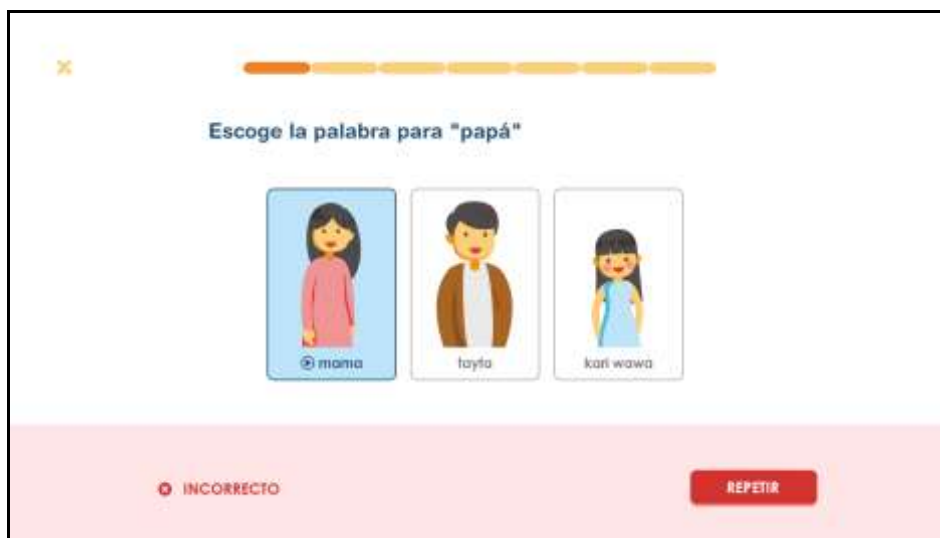 Escoge la palabra para "papá"
mama
tayta
kari wawa
INCORRECTO
REPETIR